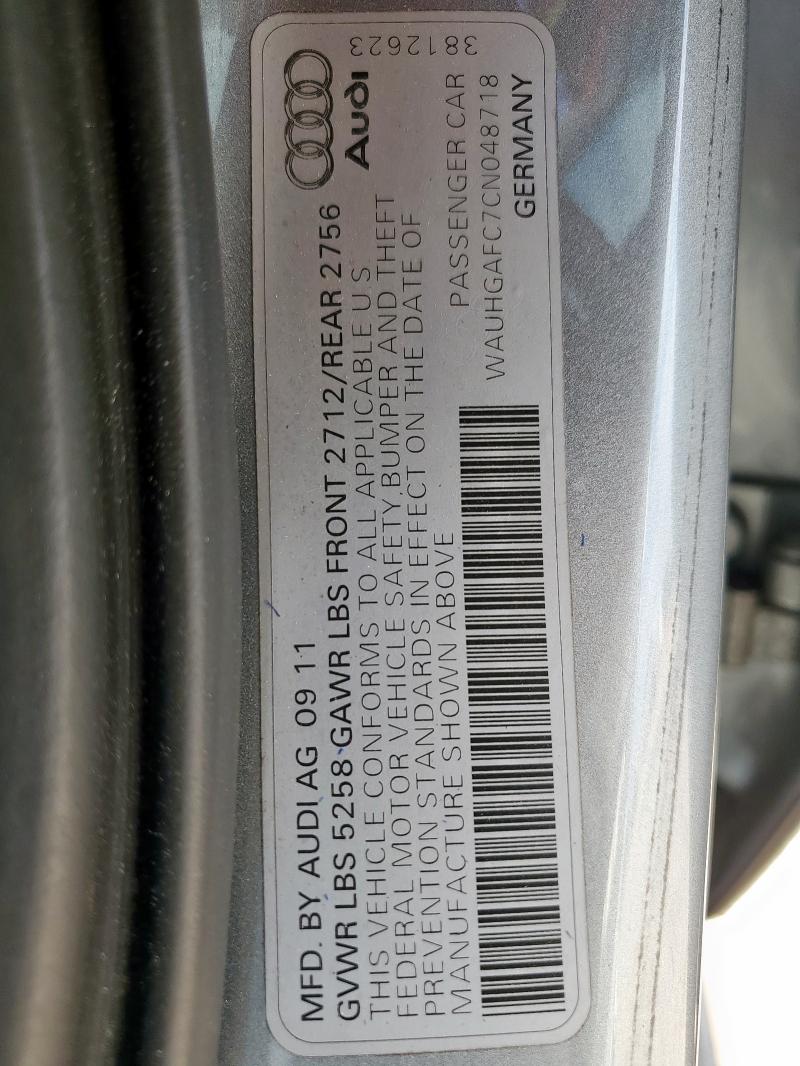 MFD. BY AUDI AG 09 11
GVWR LBS 5258 GAWR LBS FRONT 2712/REAR 2756
THIS VEHICLE CONFORMS TO ALL APPLICABLE U S
FEDERAL MOTOR VEHICLE SAFETY, BUMPER AND THEFT
PREVENTION STANDARDS IN EFFECT ON THE DATE OF
MANUFACTURE SHOWN ABOVE
PASSENGER CAR
WAUHGAFC7CN048718
GERMANY
Audi
3812623